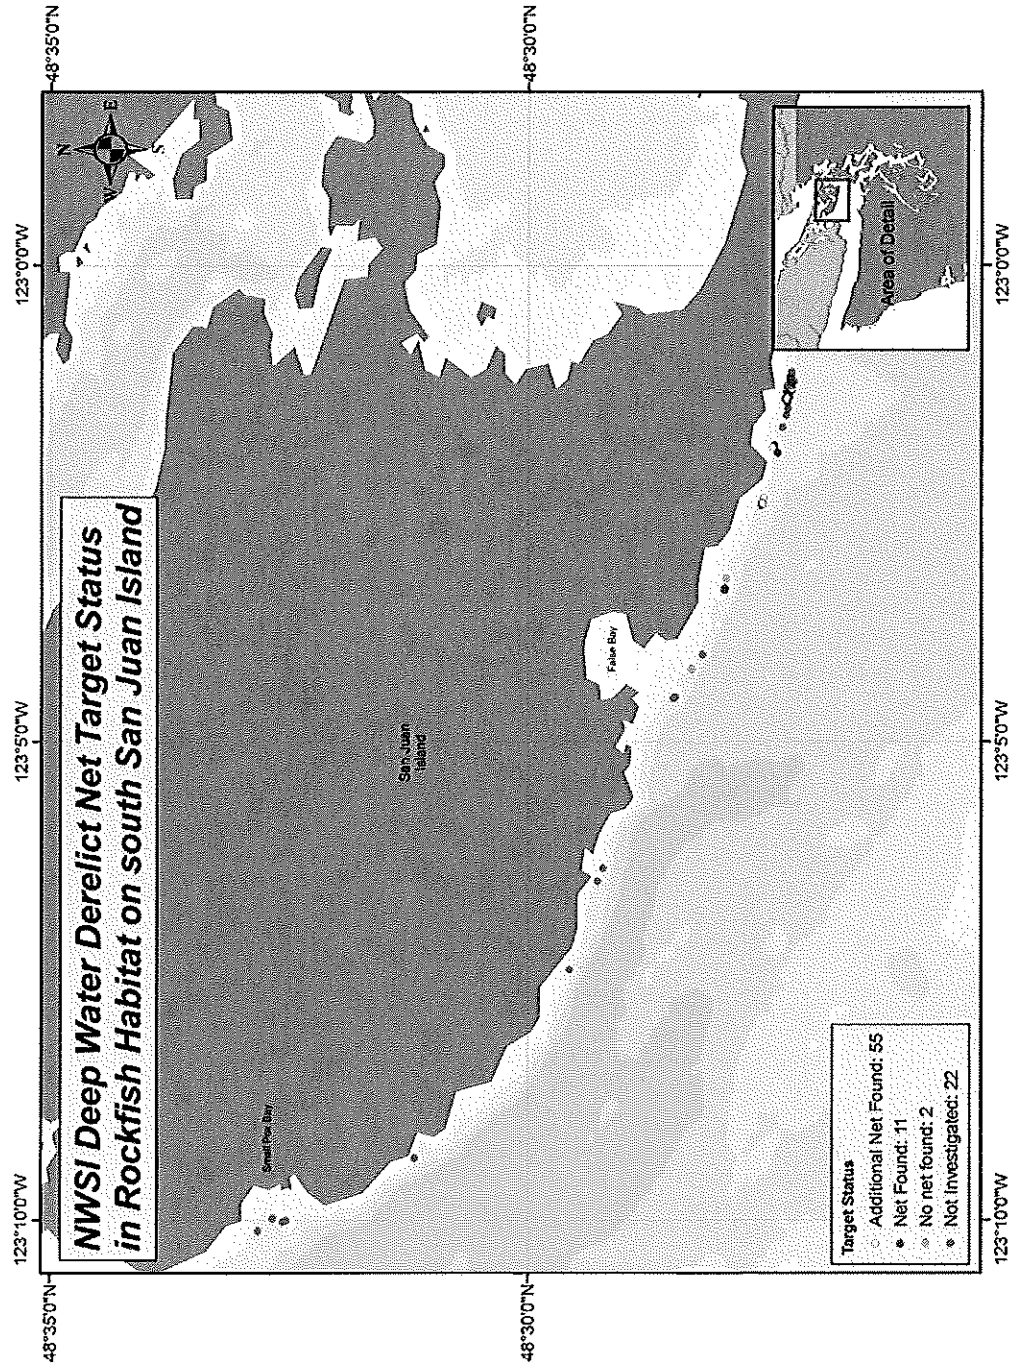 NWSI Deep Water Derelict Net Target Status
in Rockfish Habitat on south San Juan Island
123°10'0"W
123°5'0"W
123°0'0"W
48°35'0"N
48°35'0"N
N
W
E
S
Small Pox Bay
San Juan
Island
False Bay
48°30'0"N
48°30'0"N
Target Status
Additional Net Found: 55
Net Found: 11
No net found: 2
Not Investigated: 22
Area of Detail
123°10'0"W
123°5'0"W
123°0'0"W